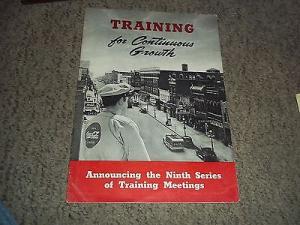 TRAINING
for Continuous
Growth
Announcing the Ninth Series
of Training Meetings